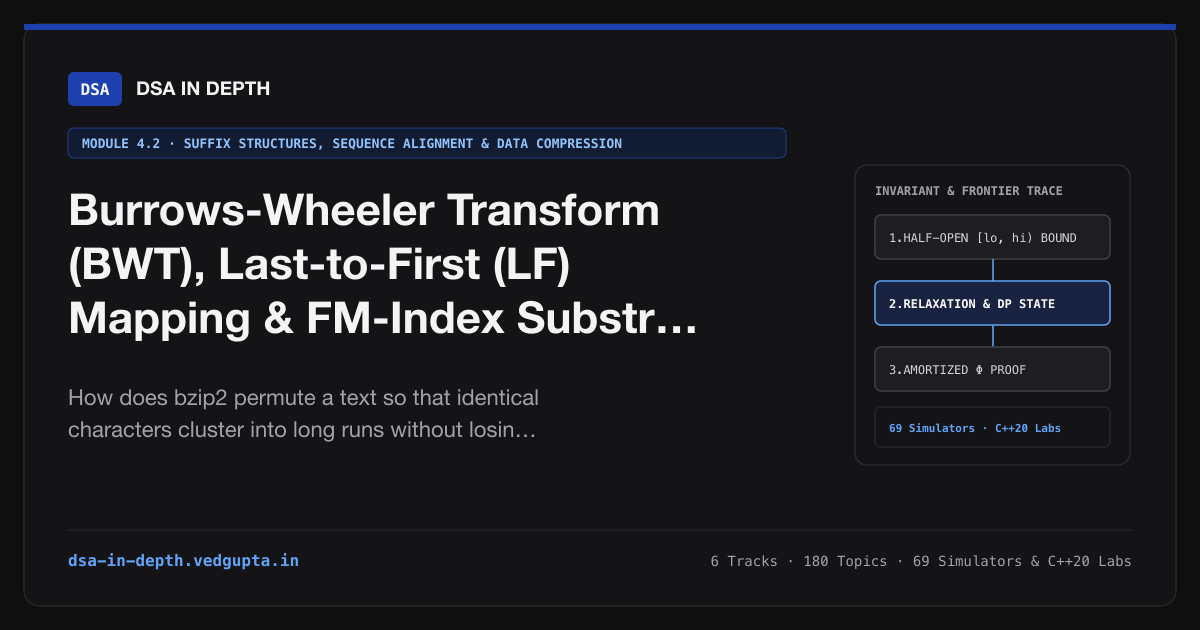 DSA
DSA IN DEPTH
MODULE 4.2 · SUFFIX STRUCTURES, SEQUENCE ALIGNMENT & DATA COMPRESSION
Burrows-Wheeler Transform
(BWT), Last-to-First (LF)
Mapping & FM-Index Substr...
How does bzip2 permute a text so that identical
characters cluster into long runs without losin...
INVARIANT & FRONTIER TRACE
1.HALF-OPEN [lo, hi) BOUND
2.RELAXATION & DP STATE
3.AMORTIZED Φ PROOF
69 Simulators · C++20 Labs
dsa-in-depth.vedgupta.in
6 Tracks · 180 Topics · 69 Simulators & C++20 Labs